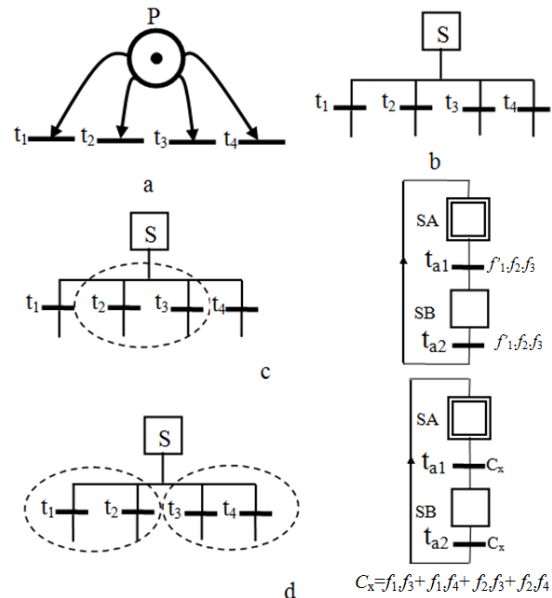 P
t1 t2 t3 t4
a
S
t1 t2 t3 t4
b
S
t1 t2 t3 t4
c
SA
ta1 f'1.f2.f3
SB
ta2 f'1.f2.f3
S
t1 t2 t3 t4
d
SA
ta1 Cx
SB
ta2 Cx
Cx=f1.f3+f1.f4+f2.f3+f2.f4